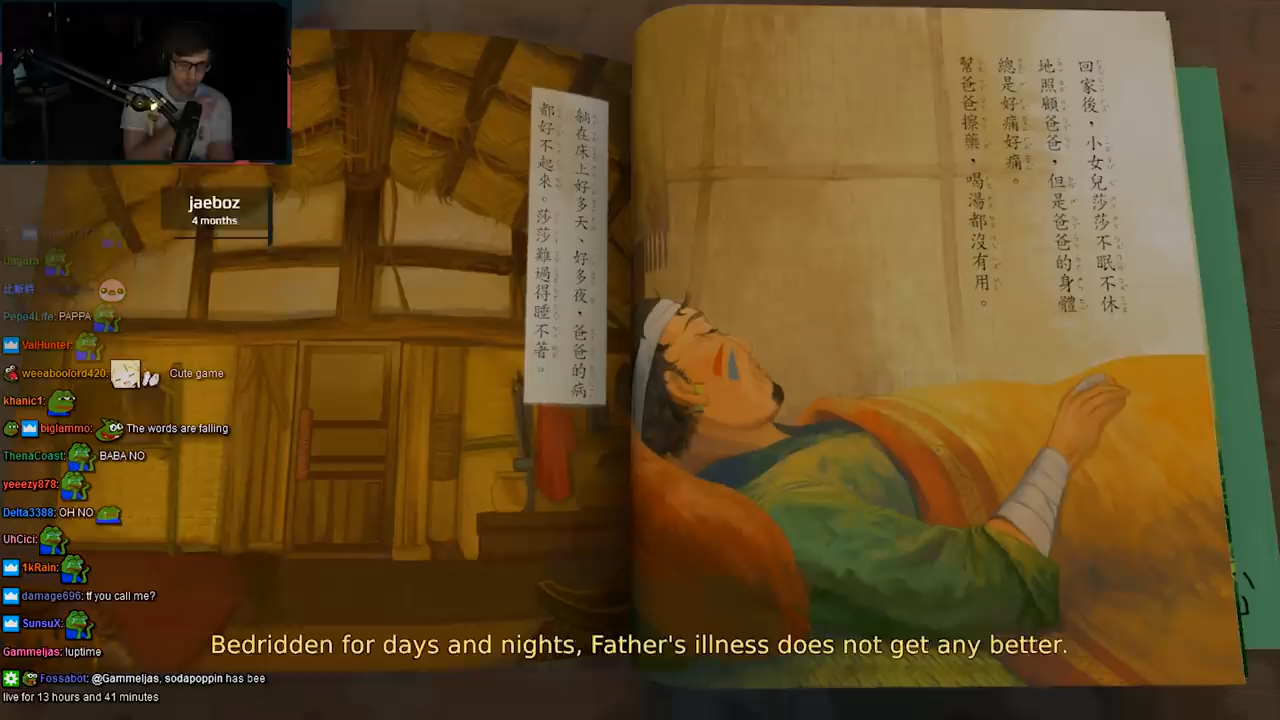 jaeboz
4 months
Ungara:
比斯特
Pepe4Life: PAPPA
ValHunter:
weeaboolord420: Cute game
khanic1:
biglammo: The words are falling
ThenaCoast: BABA NO
yeeezy878:
Delta3388: OH NO
UhCici:
1kRain:
damage696: tf you call me?
SunsuX:
Gammeljas: !uptime
Fossabot: @Gammeljas, sodapoppin has bee
live for 13 hours and 41 minutes
回家後，小女兒莎莎不眠不休
地照顧爸爸，但是爸爸的身體
總是好痛好痛。
幫爸爸擦藥，喝湯都沒有用。
躺在床上好多天、好多夜，爸爸的病
都好不起來。莎莎難過得睡不著。
Bedridden for days and nights, Father's illness does not get any better.